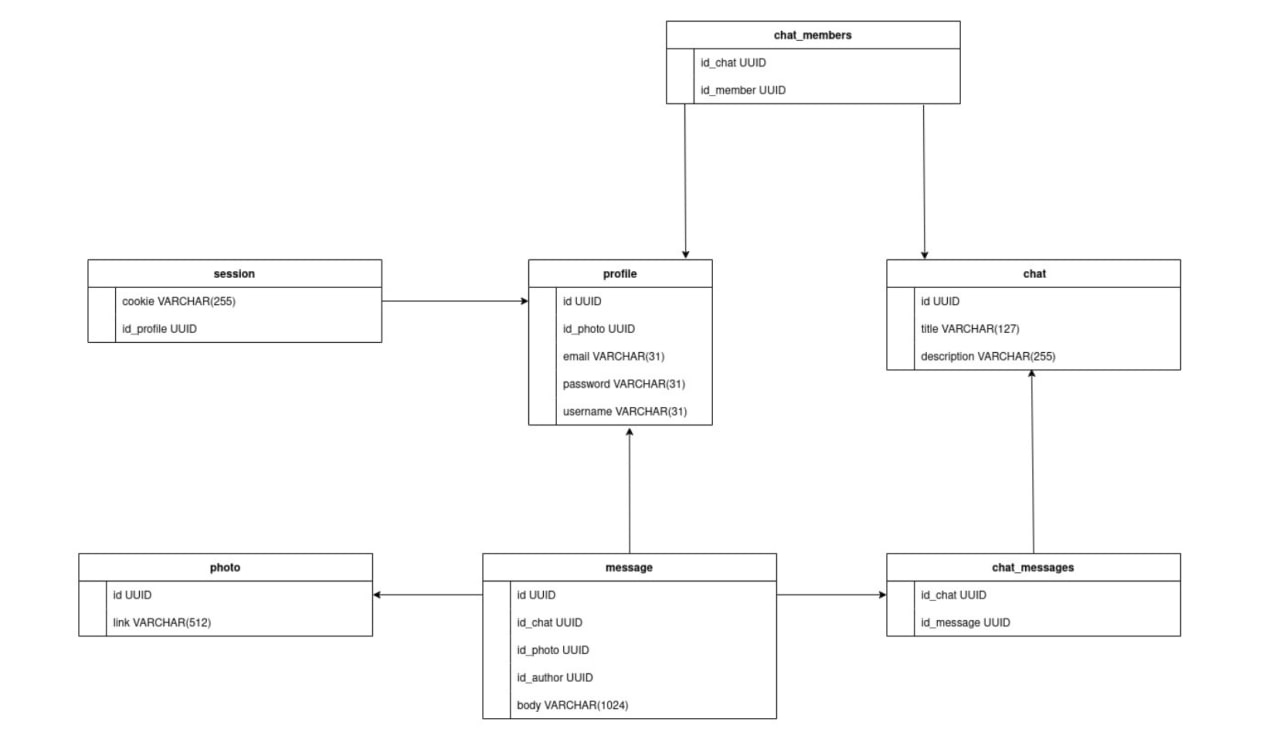 chat_members
id_chat UUID
id_member UUID
session
cookie VARCHAR(255)
id_profile UUID
profile
id UUID
id_photo UUID
email VARCHAR(31)
password VARCHAR(31)
username VARCHAR(31)
chat
id UUID
title VARCHAR(127)
description VARCHAR(255)
photo
id UUID
link VARCHAR(512)
message
id UUID
id_chat UUID
id_photo UUID
id_author UUID
body VARCHAR(1024)
chat_messages
id_chat UUID
id_message UUID